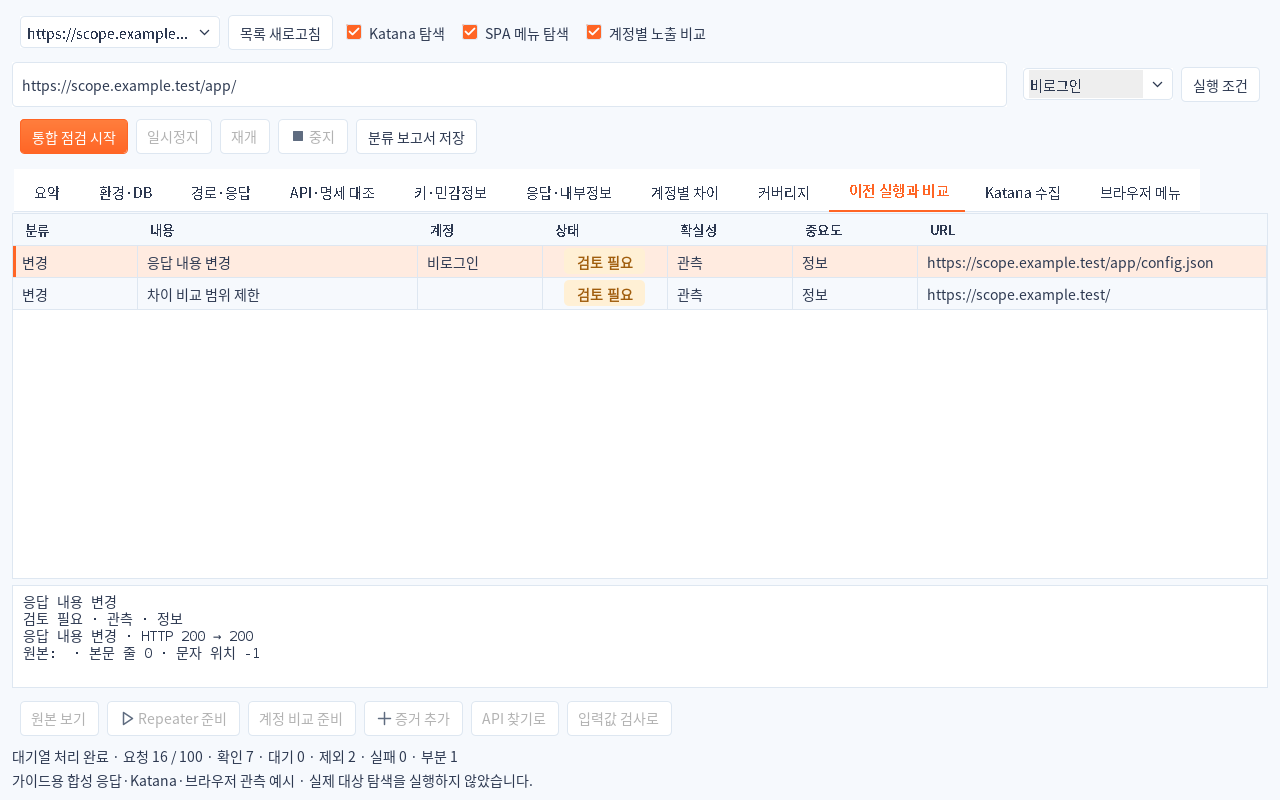 https://scope.example... 목록 새로고침 Katana 탐색 SPA 메뉴 탐색 계정별 노출 비교
https://scope.example.test/app/ 비로그인 실행 조건
통합 점검 시작 일시정지 재개 중지 분류 보고서 저장
요약 환경·DB 경로·응답 API·명세 대조 키·민감정보 응답·내부정보 계정별 차이 커버리지 이전 실행과 비교 Katana 수집 브라우저 메뉴
분류 내용 계정 상태 확실성 중요도 URL
변경 응답 내용 변경 비로그인 검토 필요 관측 정보 https://scope.example.test/app/config.json
변경 차이 비교 범위 제한 검토 필요 관측 정보 https://scope.example.test/
응답 내용 변경
검토 필요 · 관측 · 정보
응답 내용 변경 · HTTP 200 → 200
원본: · 본문 줄 0 · 문자 위치 -1
원본 보기 Repeater 준비 계정 비교 준비 증거 추가 API 찾기로 입력값 검사로
대기열 처리 완료 · 요청 16 / 100 · 확인 7 · 대기 0 · 제외 2 · 실패 0 · 부분 1
가이드용 합성 응답·Katana·브라우저 관측 예시 · 실제 대상 탐색을 실행하지 않았습니다.